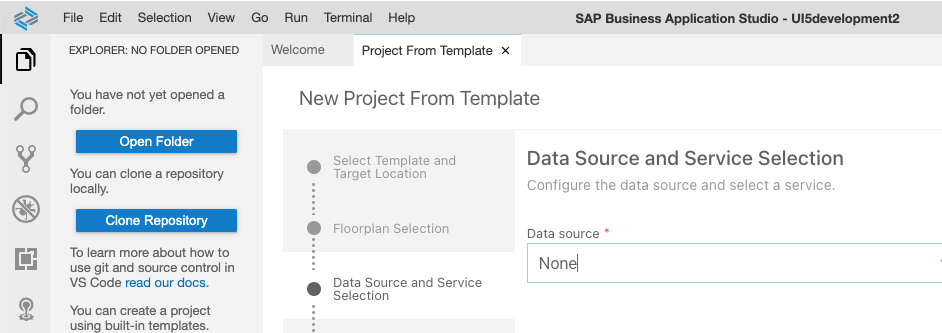 File Edit Selection View Go Run Terminal Help SAP Business Application Studio - UI5development2
EXPLORER: NO FOLDER OPENED
Welcome
Project From Template ×
You have not yet opened a
folder.
Open Folder
You can clone a repository
locally.
Clone Repository
To learn more about how to
use git and source control in
VS Code read our docs.
You can create a project
using built-in templates.
New Project From Template
Select Template and
Target Location
Floorplan Selection
Data Source and Service
Selection
Data Source and Service Selection
Configure the data source and select a service.
Data source *
None